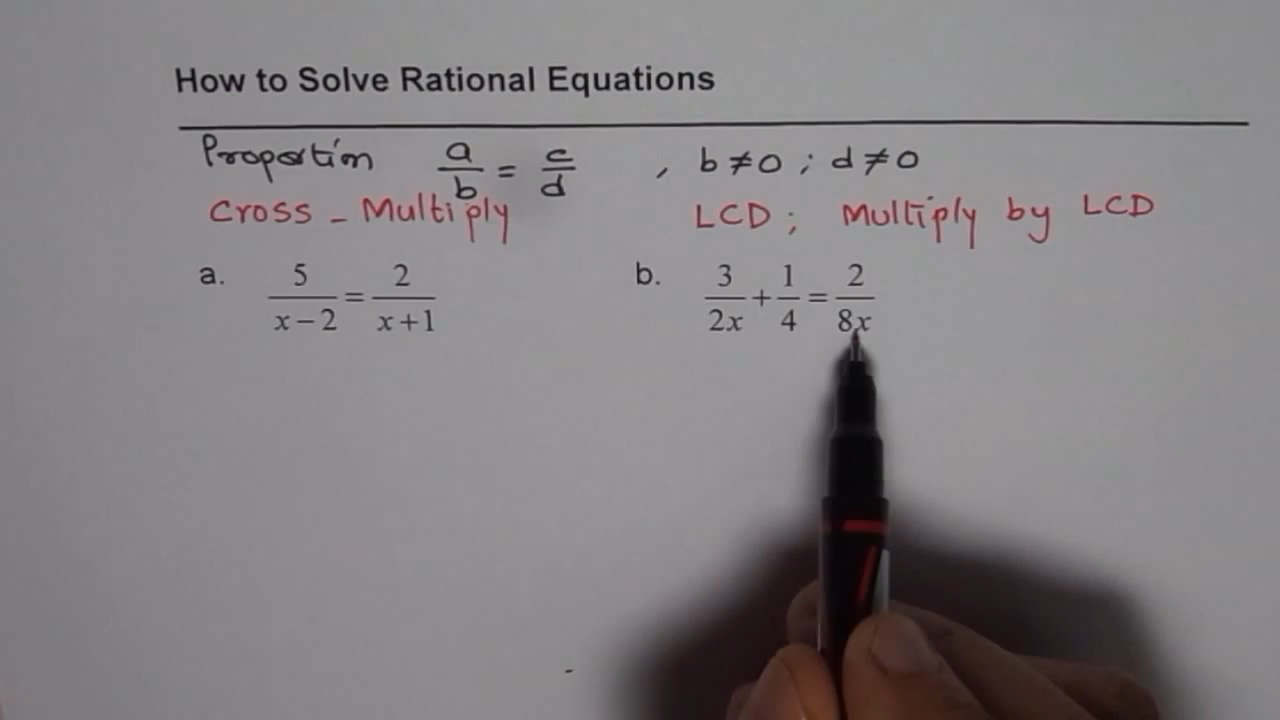 How to Solve Rational Equations
Proportion a/b = c/d , b ≠ 0 ; d ≠ 0
Cross - Multiply LCD ; Multiply by LCD
a. 5/(x − 2) = 2/(x + 1) b. 3/(2x) + 1/4 = 2/(8x)